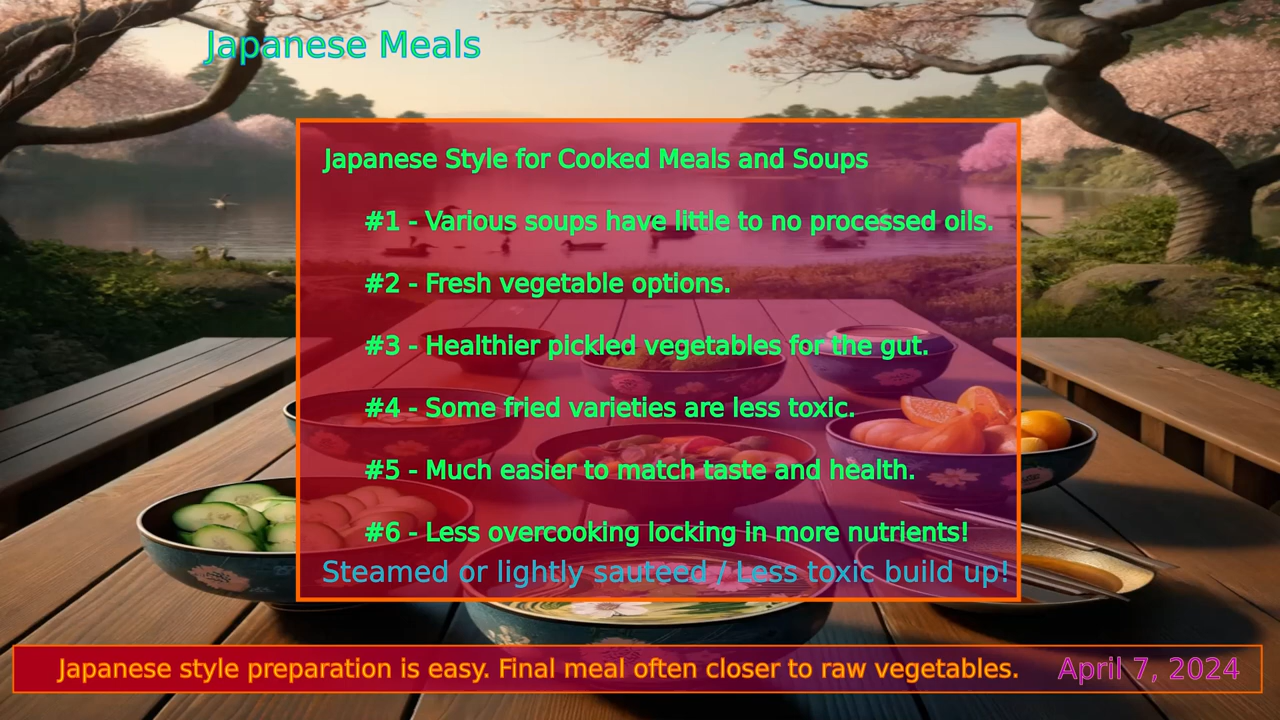 Japanese Meals
Japanese Style for Cooked Meals and Soups
#1 - Various soups have little to no processed oils.
#2 - Fresh vegetable options.
#3 - Healthier pickled vegetables for the gut.
#4 - Some fried varieties are less toxic.
#5 - Much easier to match taste and health.
#6 - Less overcooking locking in more nutrients!
Steamed or lightly sauteed / Less toxic build up!
Japanese style preparation is easy. Final meal often closer to raw vegetables.
April 7, 2024